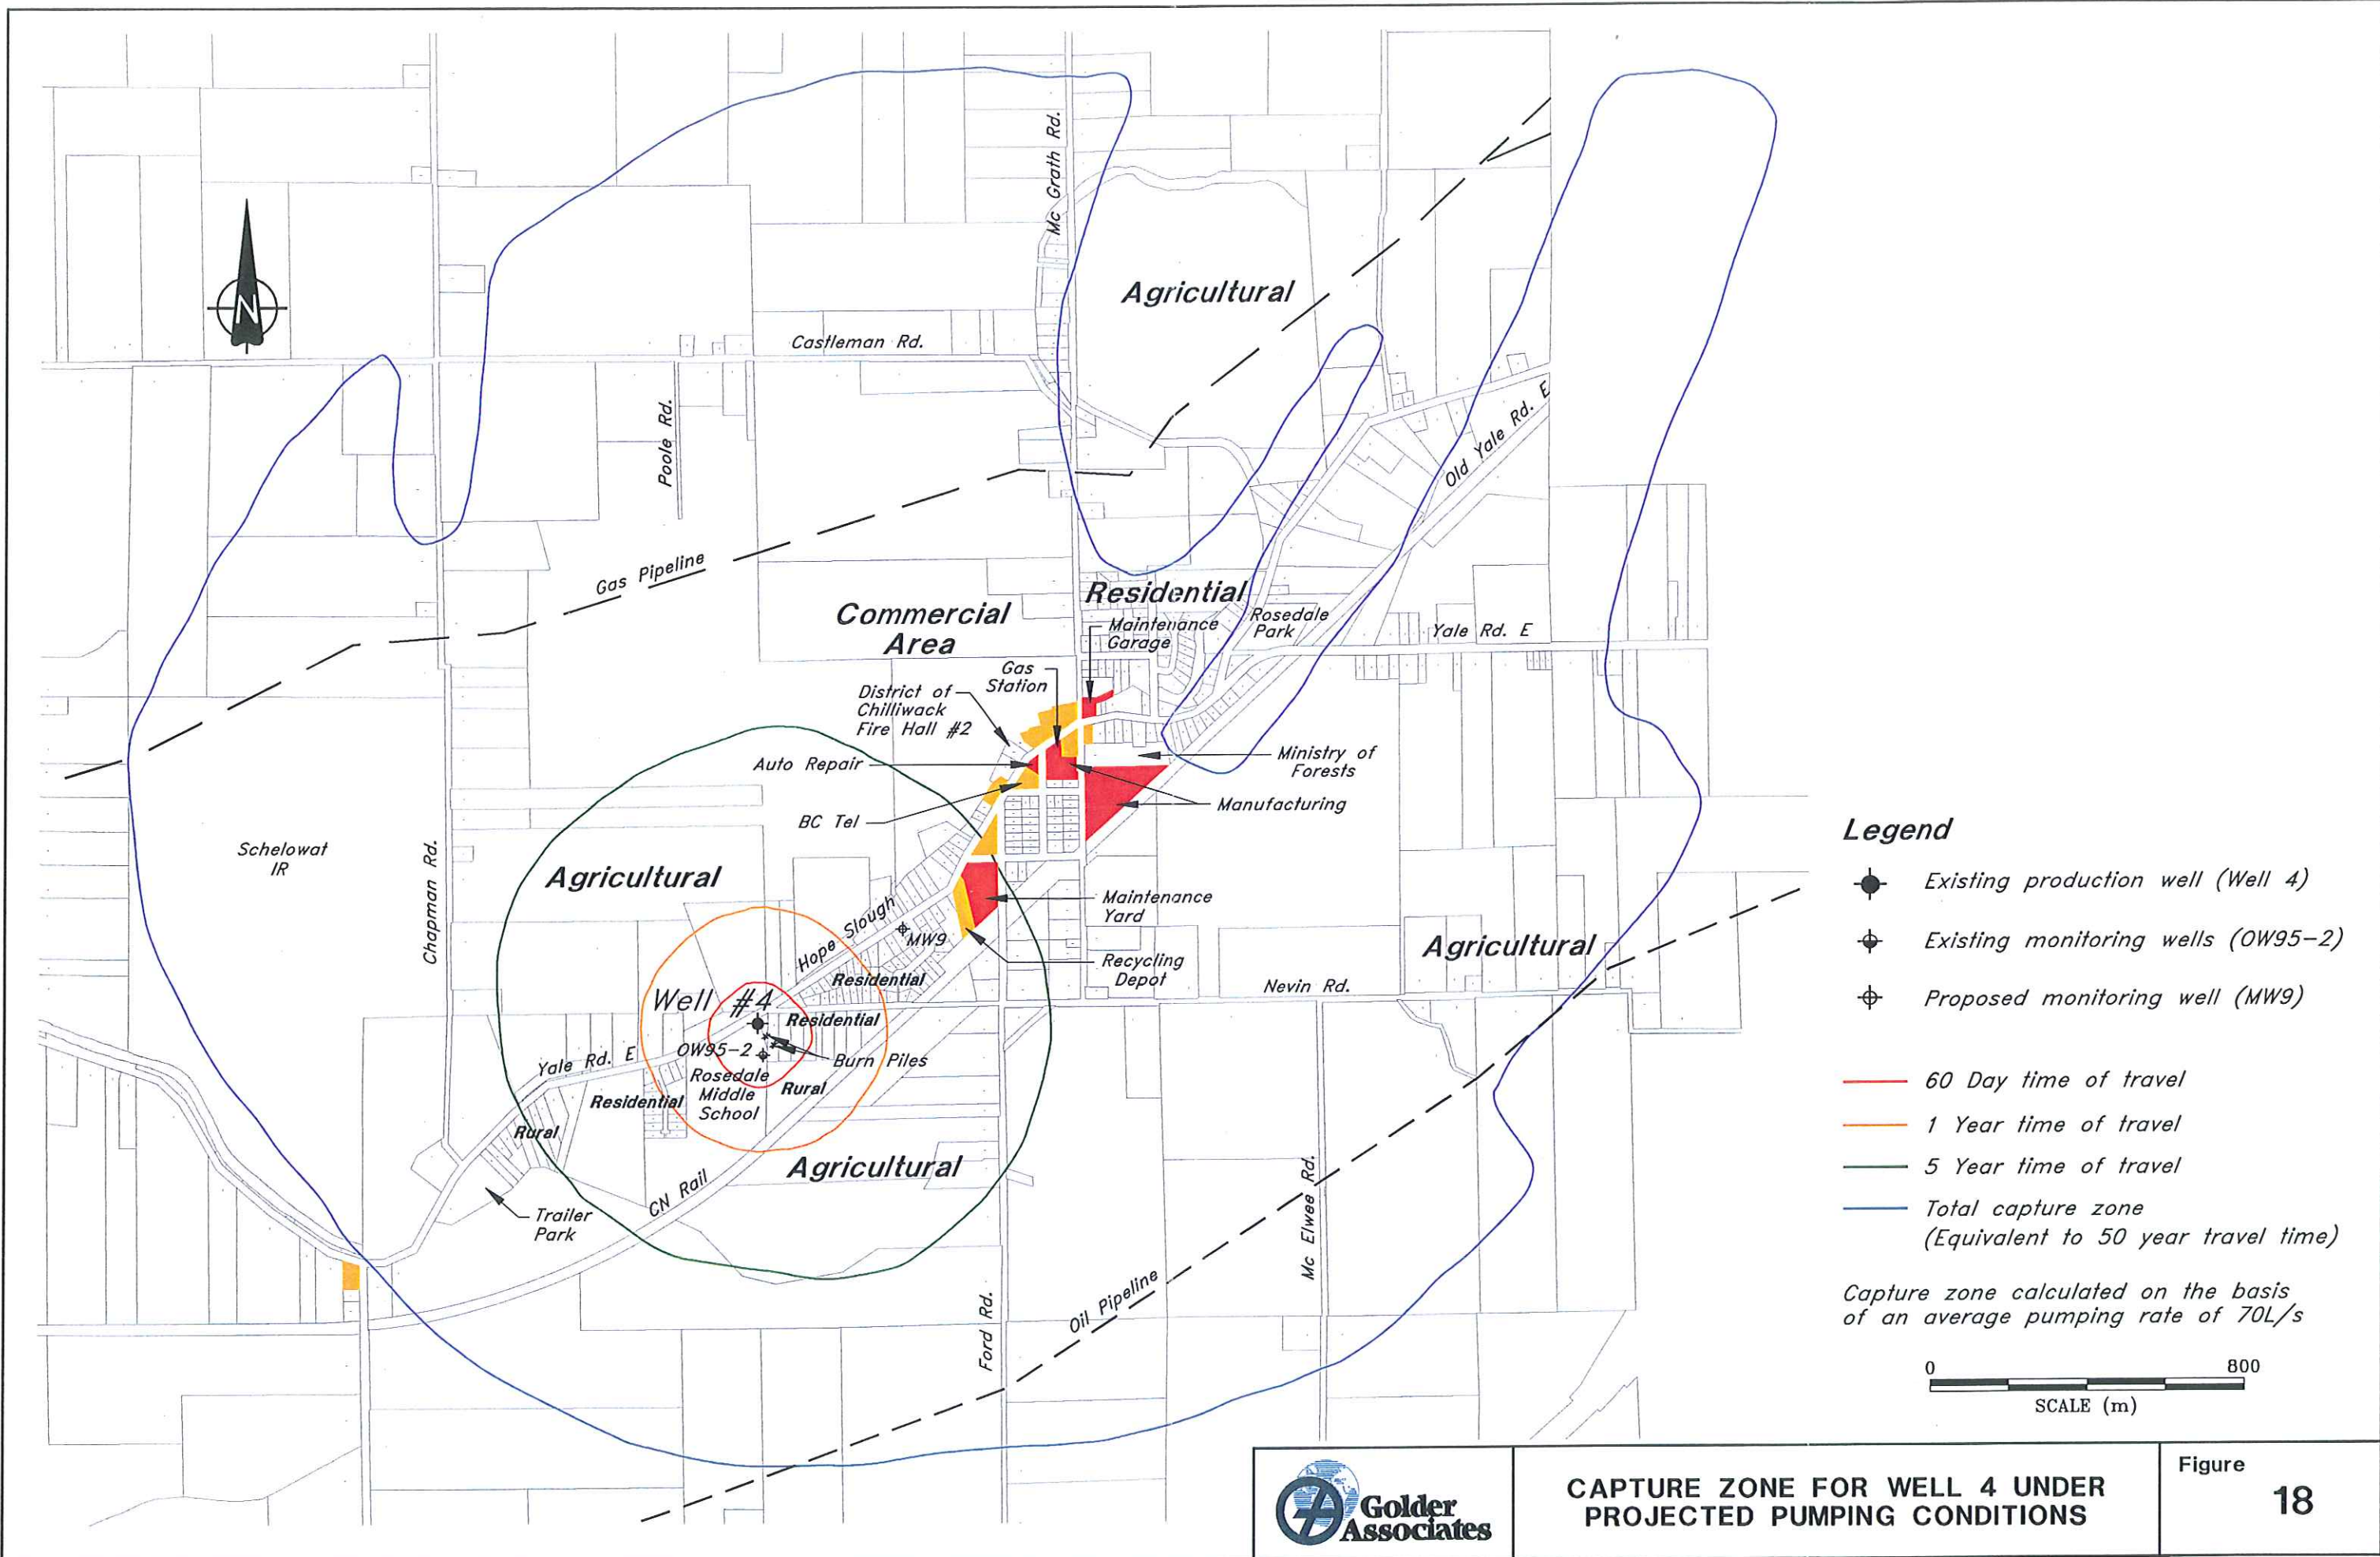 Mc Grath Rd.
Agricultural
N
Castleman Rd.
Poole Rd.
Old Yale Rd. E
Gas Pipeline
Commercial
Area
Residential
Maintenance
Garage
Rosedale
Park
Yale Rd. E
Gas
Station
District of
Chilliwack
Fire Hall #2
Auto Repair
Ministry of
Forests
Manufacturing
BC Tel
Schelowat
IR
Chapman Rd.
Agricultural
Maintenance
Yard
Hope Slough
MW9
Recycling
Depot
Agricultural
Residential
Nevin Rd.
Well #4
Residential
OW95-2
Burn Piles
Yale Rd. E
Rosedale
Middle
School
Rural
Residential
Rural
Agricultural
CN Rail
Trailer
Park
Mc Elwee Rd.
Oil Pipeline
Ford Rd.
Legend
Existing production well (Well 4)
Existing monitoring wells (OW95-2)
Proposed monitoring well (MW9)
60 Day time of travel
1 Year time of travel
5 Year time of travel
Total capture zone
(Equivalent to 50 year travel time)
Capture zone calculated on the basis
of an average pumping rate of 70L/s
0 800
SCALE (m)
Golder
Associates
CAPTURE ZONE FOR WELL 4 UNDER
PROJECTED PUMPING CONDITIONS
Figure
18